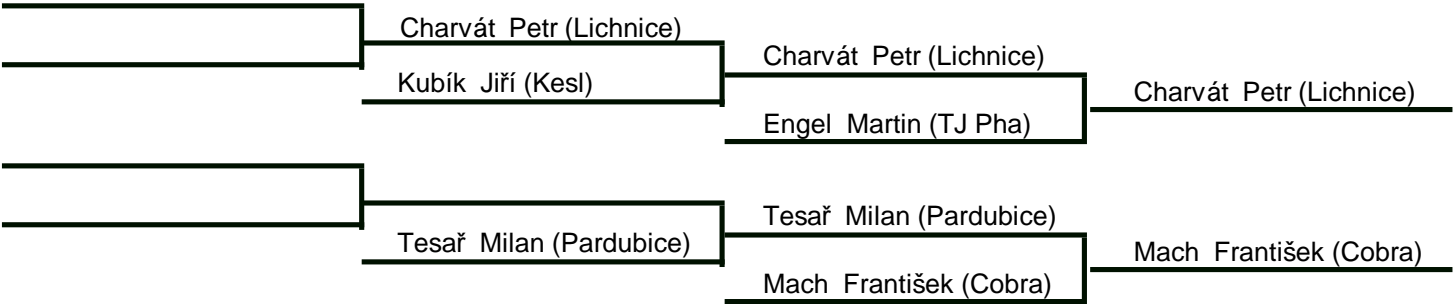 Charvát Petr (Lichnice)
Kubík Jiří (Kesl)
Charvát Petr (Lichnice)
Engel Martin (TJ Pha)
Charvát Petr (Lichnice)
Tesař Milan (Pardubice)
Tesař Milan (Pardubice)
Mach František (Cobra)
Mach František (Cobra)